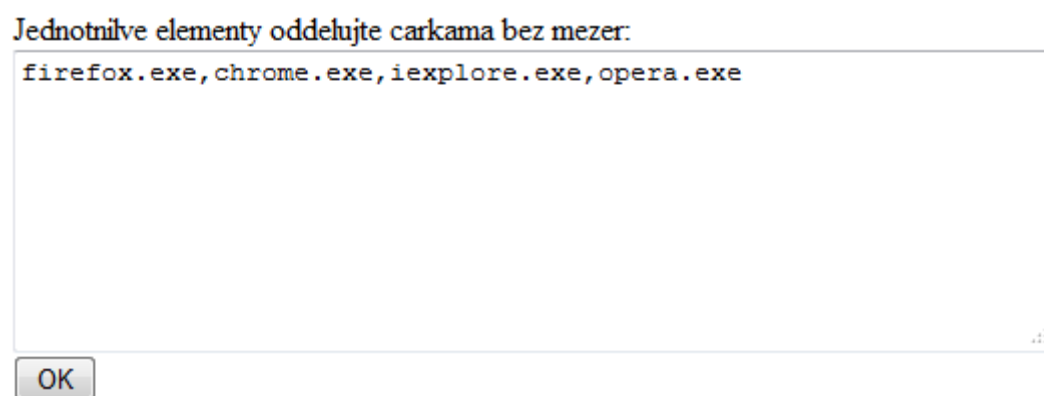 Jednotnilve elementy oddelujte carkama bez mezer:
firefox.exe,chrome.exe,iexplore.exe,opera.exe
OK